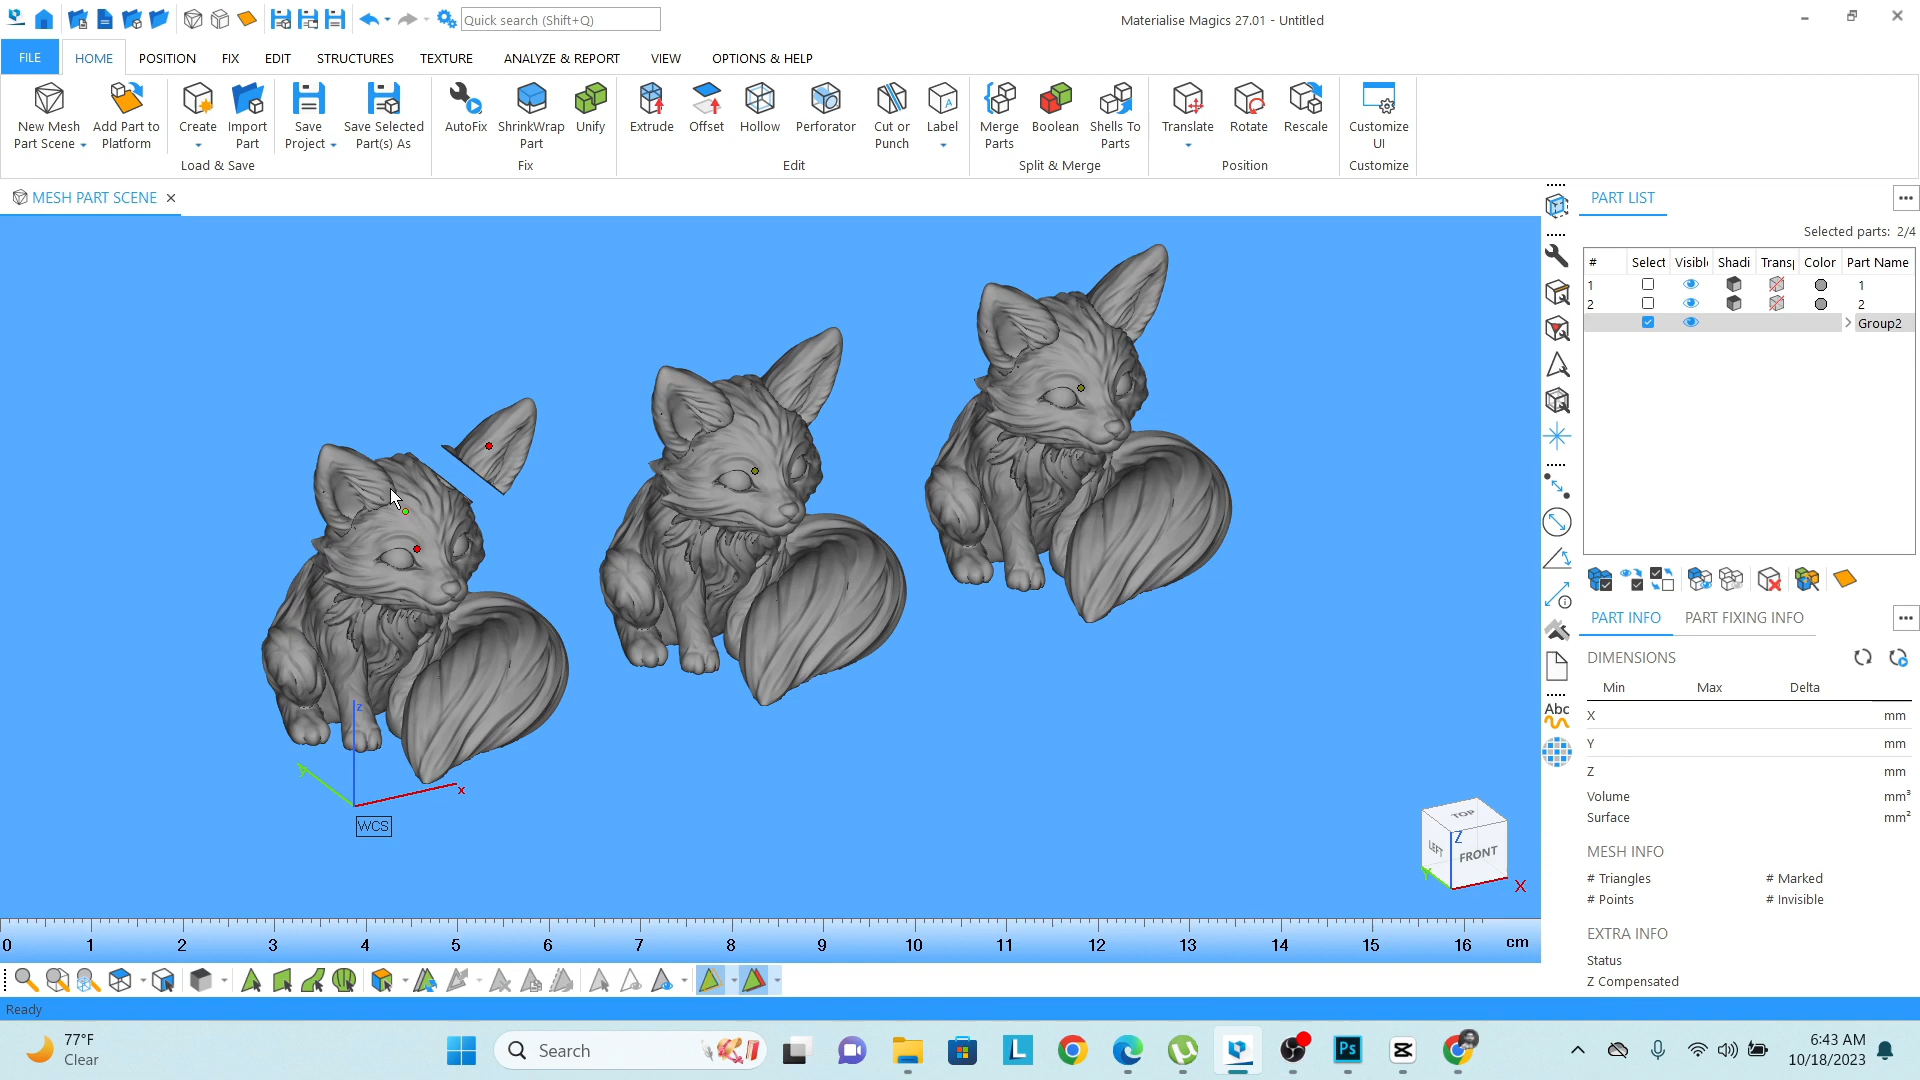 Quick search (Shift+Q)
Materialise Magics 27.01 - Untitled
FILE HOME POSITION FIX EDIT STRUCTURES TEXTURE ANALYZE & REPORT VIEW OPTIONS & HELP
New Mesh Part Scene
Add Part to Platform
Create
Import Part
Save Project
Save Selected Part(s) As
Load & Save
AutoFix
ShrinkWrap Part
Unify
Fix
Extrude
Offset
Hollow
Perforator
Cut or Punch
Label
Edit
Merge Parts
Boolean
Shells To Parts
Split & Merge
Translate
Rotate
Rescale
Position
Customize UI
Customize
MESH PART SCENE
PART LIST
Selected parts: 2/4
# Select Visibl Shadi Transp Color Part Name
1 1
2 2
Group2
PART INFO PART FIXING INFO
DIMENSIONS
Min Max Delta
X mm
Y mm
Z mm
Volume mm³
Surface mm²
MESH INFO
# Triangles # Marked
# Points # Invisible
EXTRA INFO
Status
Z Compensated
Abc
z
y
x
WCS
TOP
LEFT
FRONT
Z
Y
X
0 1 2 3 4 5 6 7 8 9 10 11 12 13 14 15 16 cm
Ready
77°F
Clear
Search
L
Ps
6:43 AM
10/18/2023